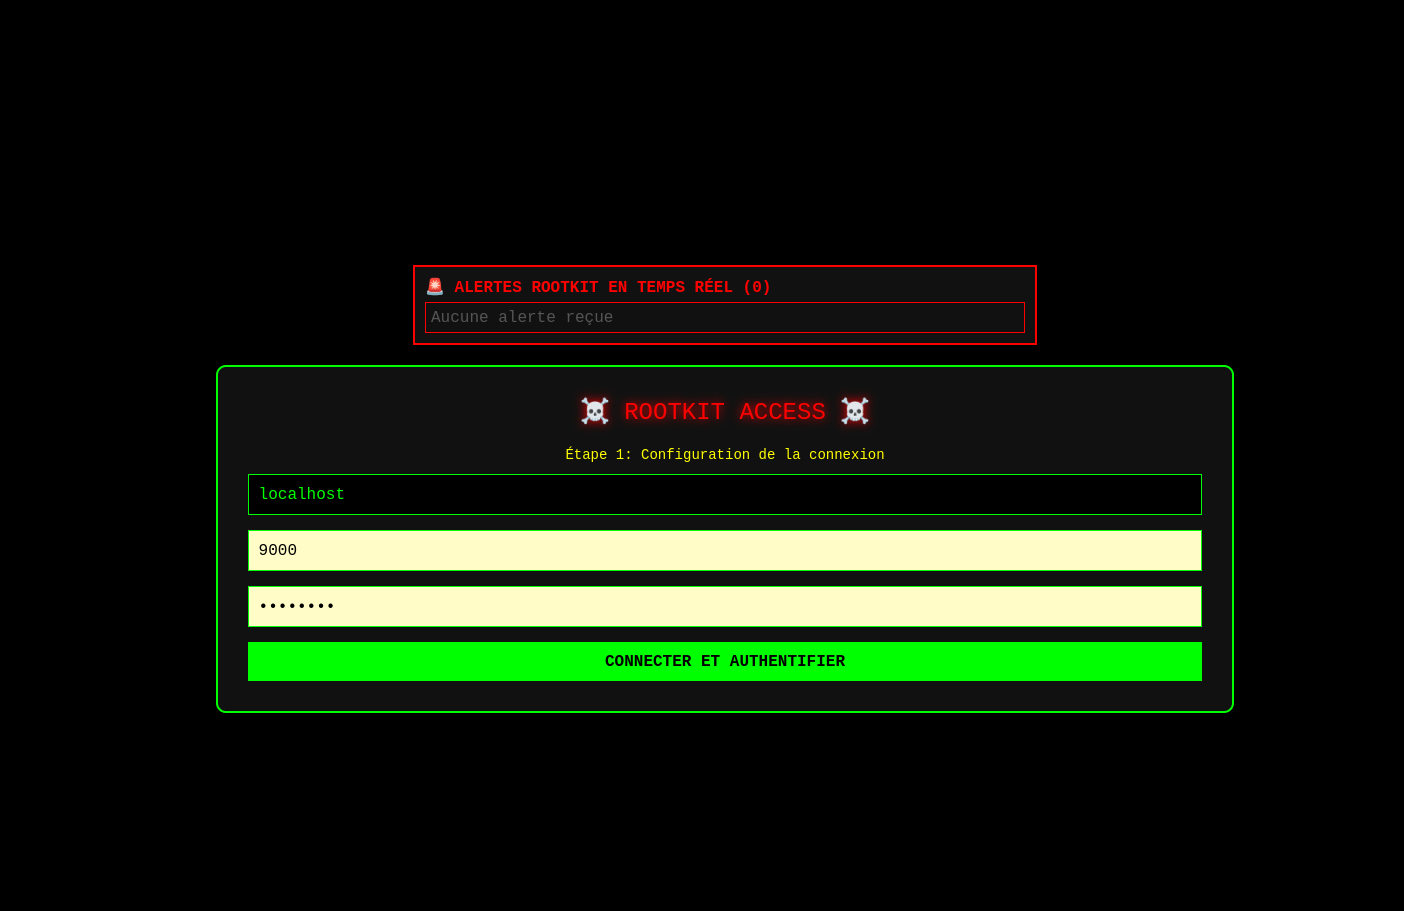 🚨 ALERTES ROOTKIT EN TEMPS RÉEL (0)
Aucune alerte reçue
☠️ ROOTKIT ACCESS ☠️
Étape 1: Configuration de la connexion
localhost
9000
••••••••
CONNECTER ET AUTHENTIFIER